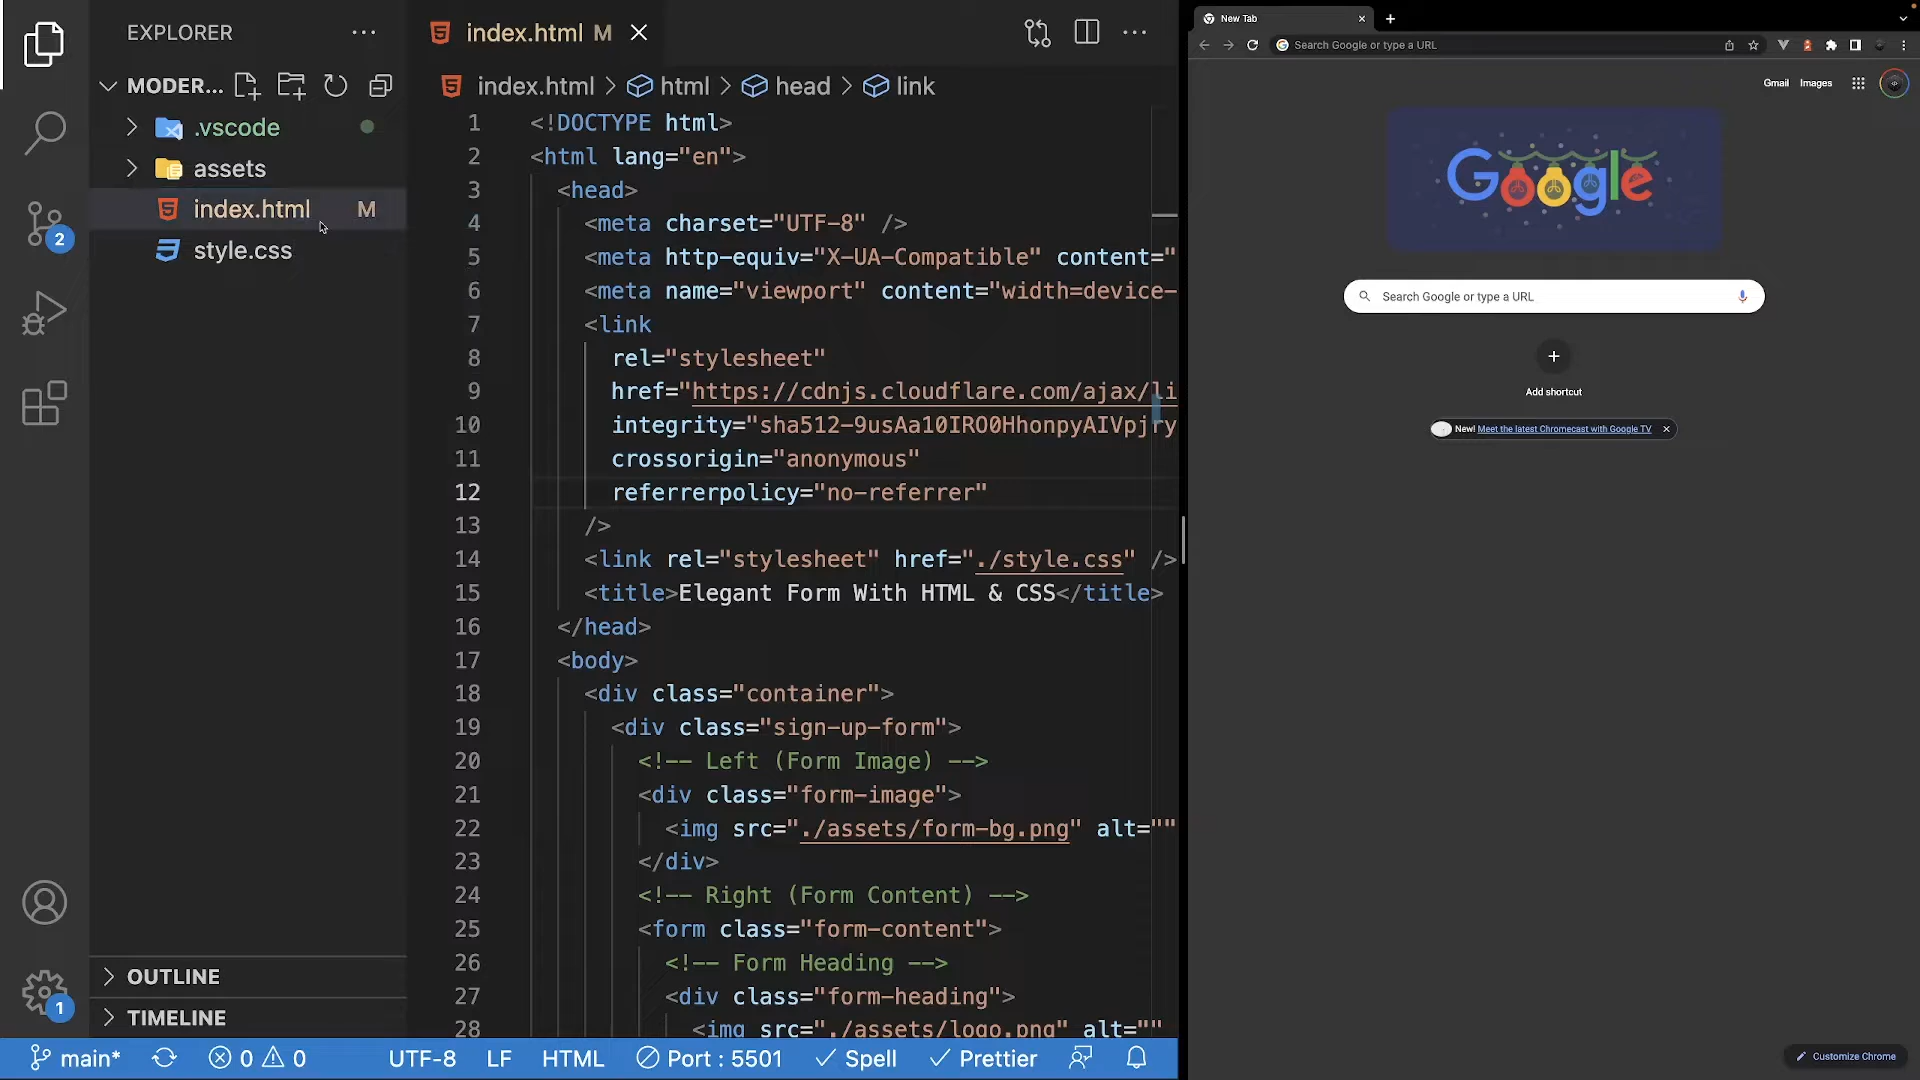 EXPLORER
MODER...
.vscode
assets
index.html M
style.css
2
OUTLINE
TIMELINE
1
index.html M
index.html > html > head > link
1 <!DOCTYPE html>
2 <html lang="en">
3 <head>
4 <meta charset="UTF-8" />
5 <meta http-equiv="X-UA-Compatible" content="
6 <meta name="viewport" content="width=device-
7 <link
8 rel="stylesheet"
9 href="https://cdnjs.cloudflare.com/ajax/li
10 integrity="sha512-9usAa10IRO0HhonpyAIVpjry
11 crossorigin="anonymous"
12 referrerpolicy="no-referrer"
13 />
14 <link rel="stylesheet" href="./style.css" />
15 <title>Elegant Form With HTML & CSS</title>
16 </head>
17 <body>
18 <div class="container">
19 <div class="sign-up-form">
20 <!-- Left (Form Image) -->
21 <div class="form-image">
22 <img src="./assets/form-bg.png" alt=""
23 </div>
24 <!-- Right (Form Content) -->
25 <form class="form-content">
26 <!-- Form Heading -->
27 <div class="form-heading">
28 <img src="./assets/logo.png" alt=""
main* 0 0 UTF-8 LF HTML Port : 5501 Spell Prettier
New Tab
Search Google or type a URL
Gmail Images
Google
Search Google or type a URL
Add shortcut
New! Meet the latest Chromecast with Google TV
Customize Chrome